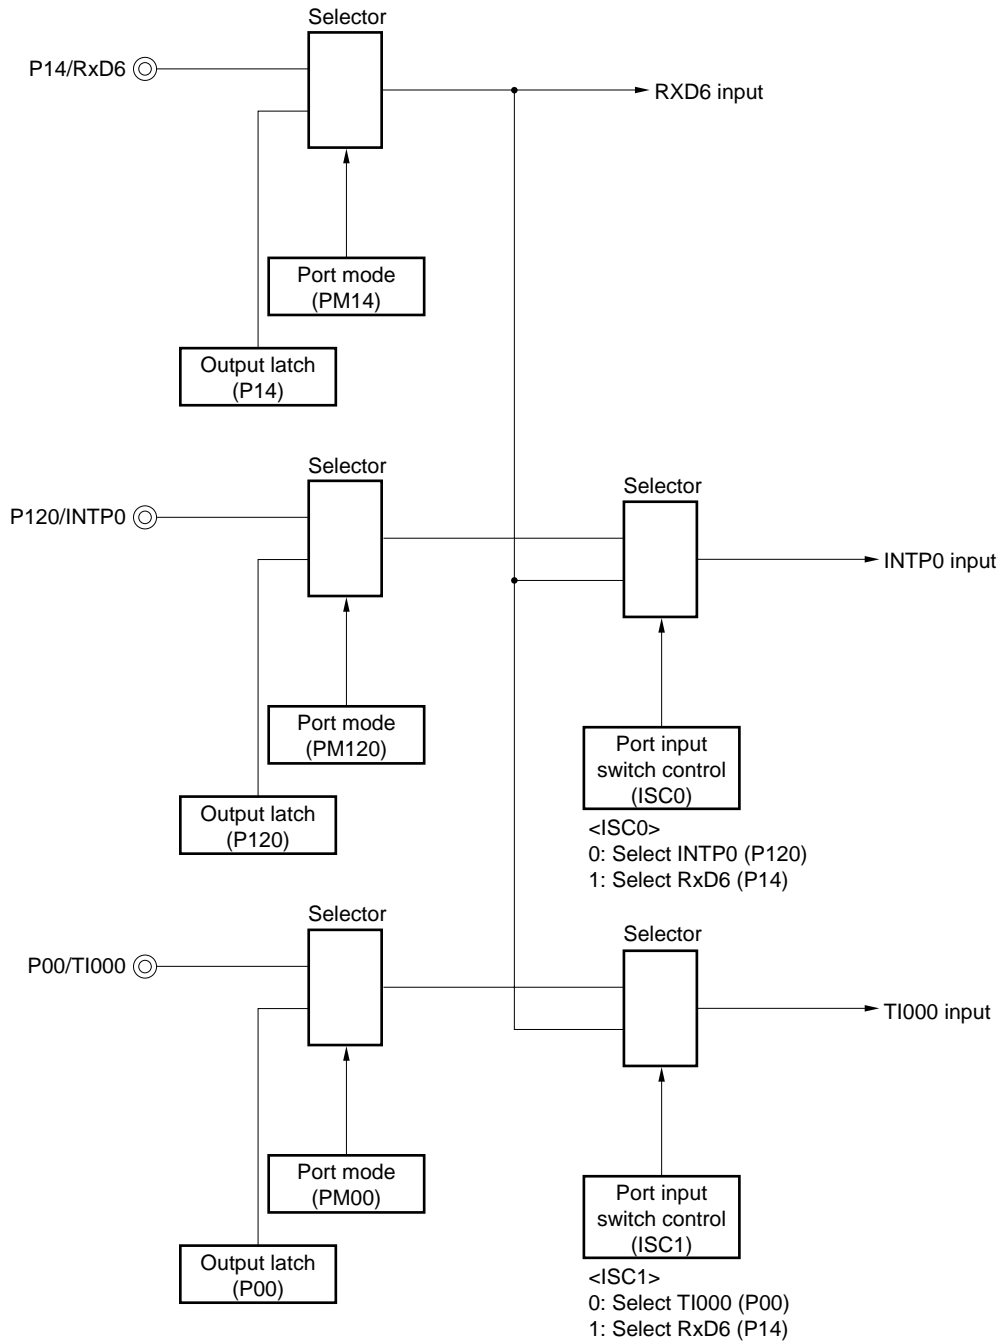 Selector
P14/RxD6
RXD6 input
Port mode
(PM14)
Output latch
(P14)
Selector
P120/INTP0
Selector
INTP0 input
Port mode
(PM120)
Port input
switch control
(ISC0)
Output latch
(P120)
<ISC0>
0: Select INTP0 (P120)
1: Select RxD6 (P14)
Selector
P00/TI000
Selector
TI000 input
Port mode
(PM00)
Port input
switch control
(ISC1)
Output latch
(P00)
<ISC1>
0: Select TI000 (P00)
1: Select RxD6 (P14)